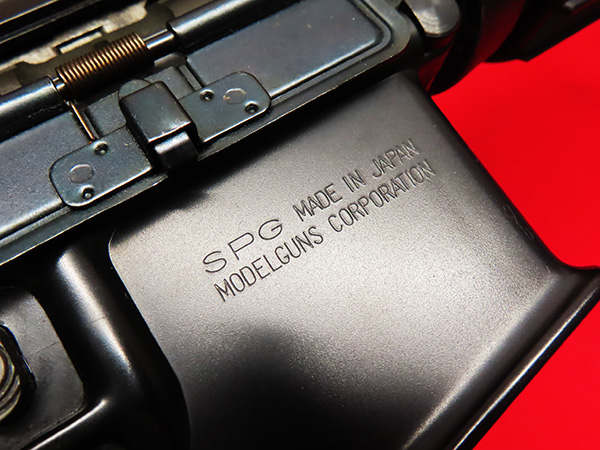 SPG MADE IN JAPAN
MODELGUNS CORPORATION